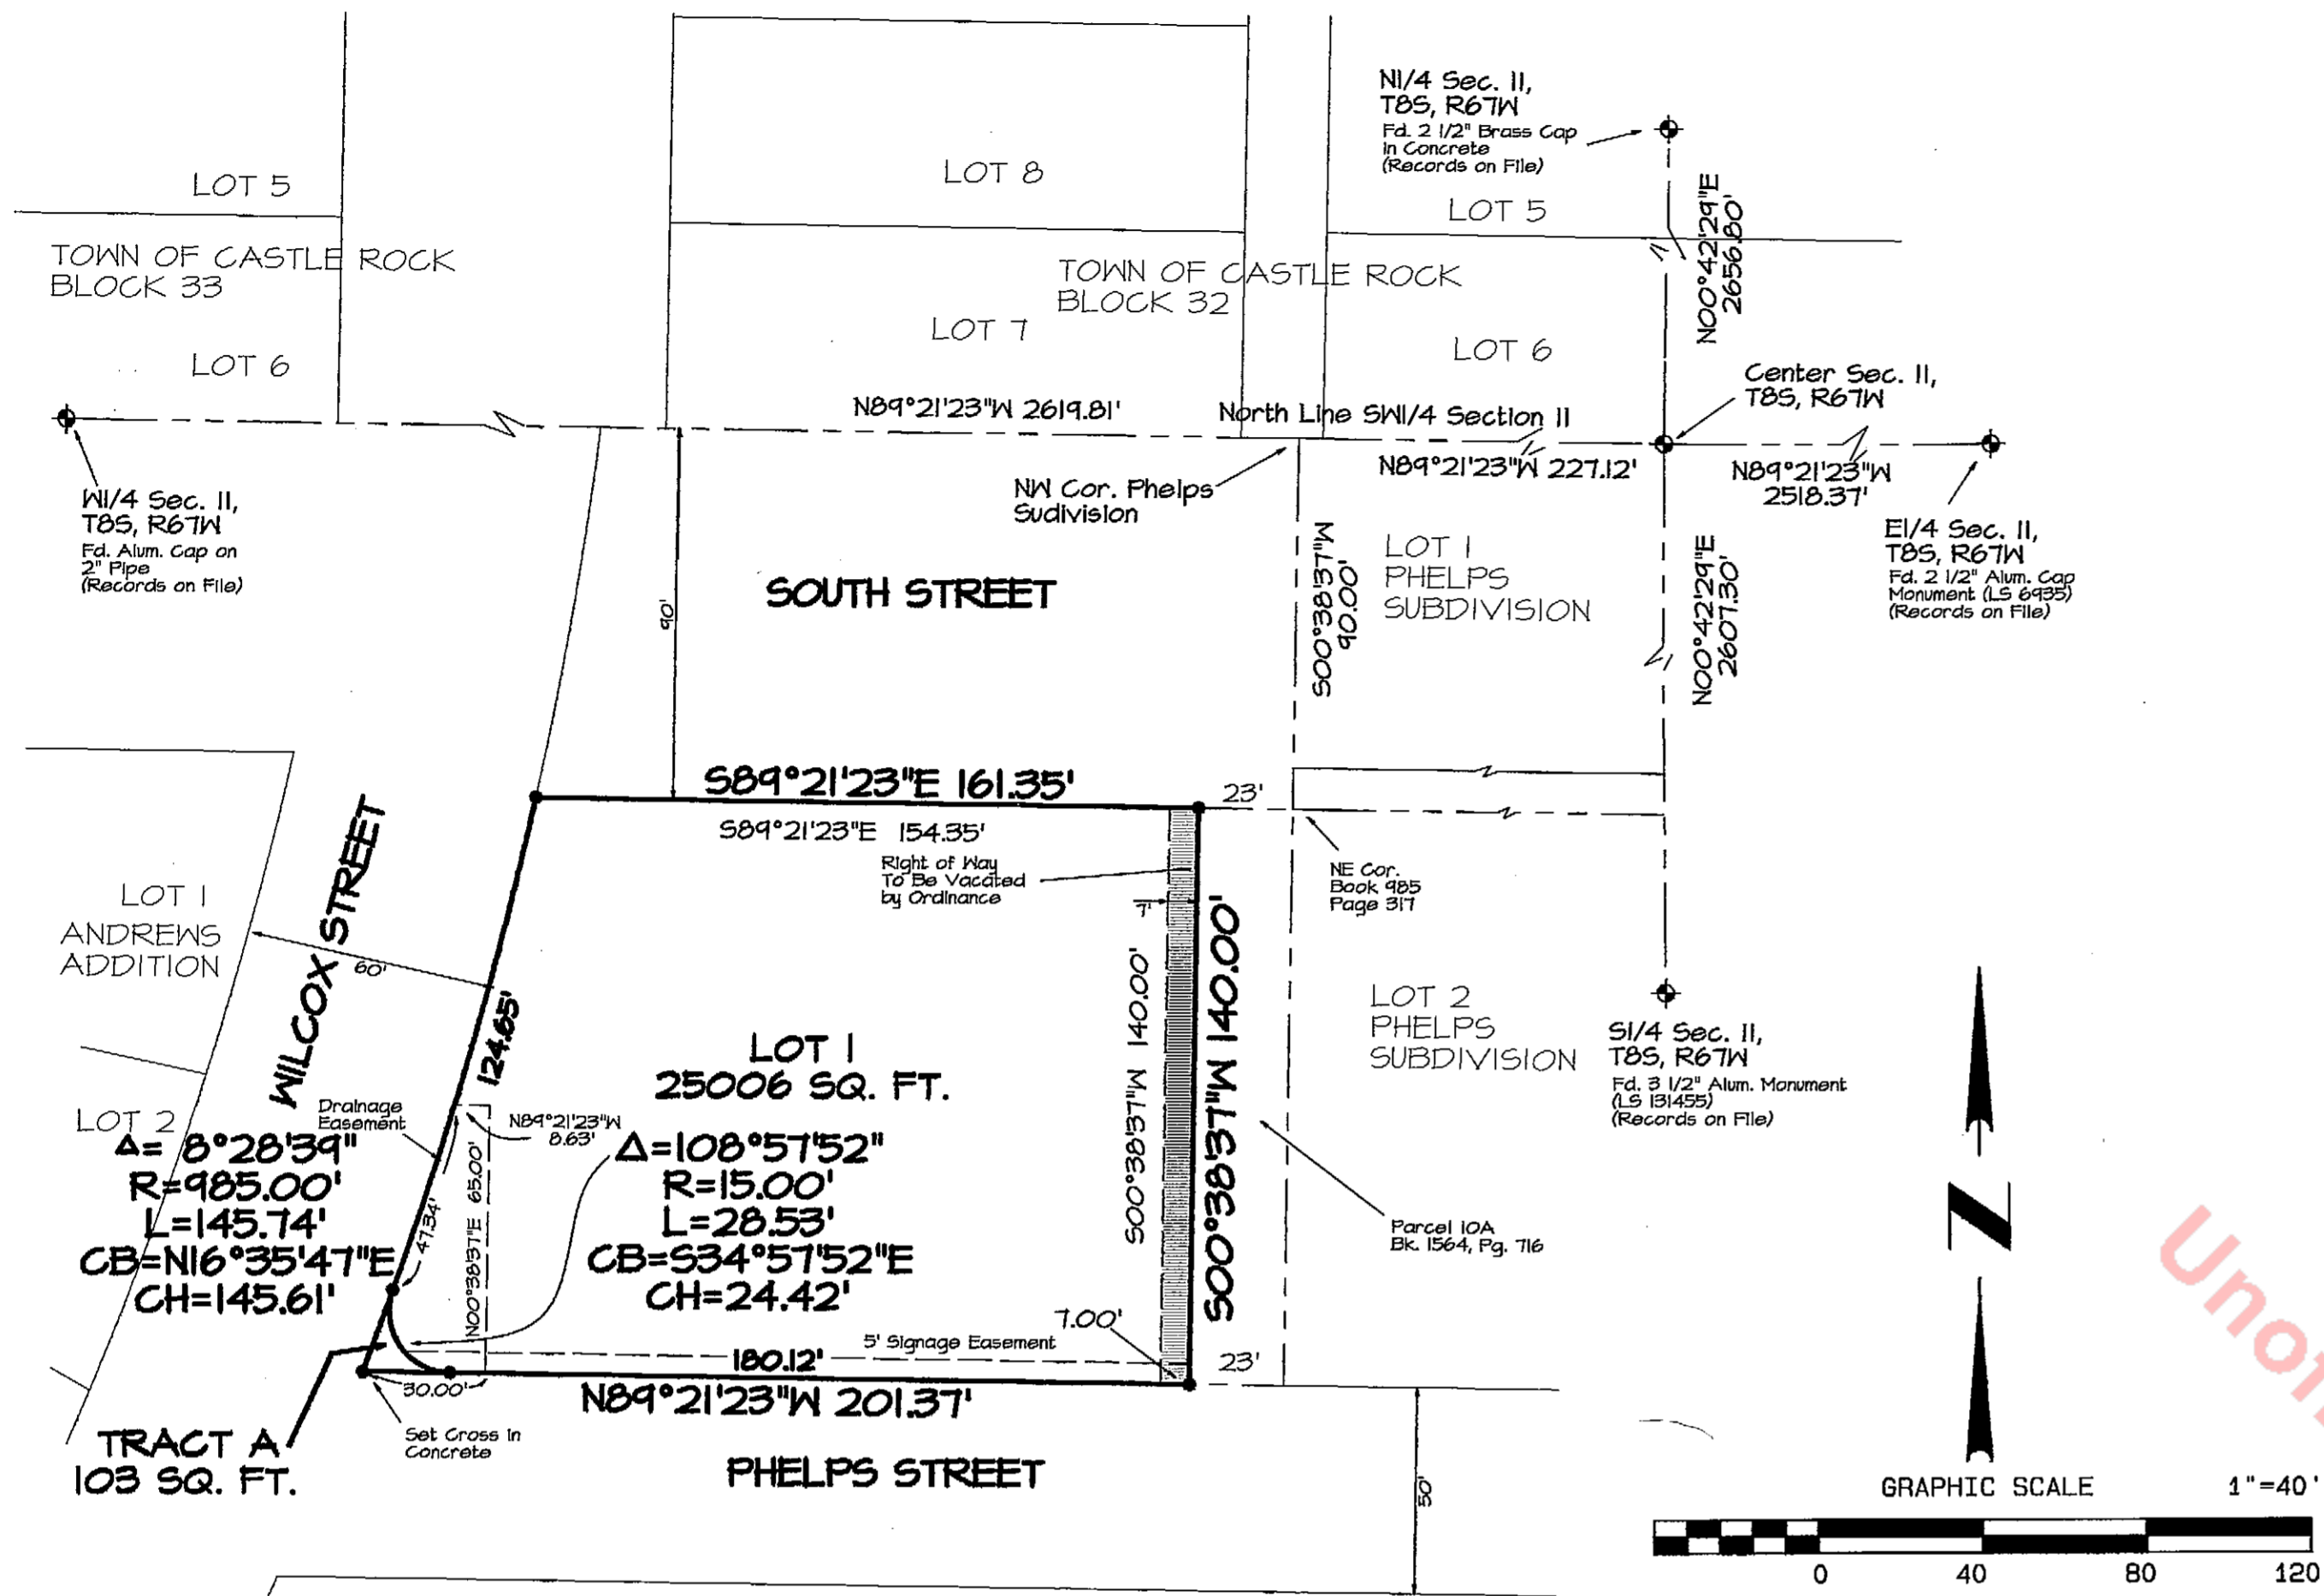 N1/4 Sec. 11,
T8S, R67W
Fd. 2 1/2" Brass Cap
in Concrete
(Records on File)
LOT 5
LOT 8
LOT 5
N00°42'29"E
2656.80'
TOWN OF CASTLE ROCK
BLOCK 33
TOWN OF CASTLE ROCK
BLOCK 32
LOT 7
LOT 6
LOT 6
Center Sec. 11,
T8S, R67W
N89°21'23"W 2619.81'
North Line SW1/4 Section 11
N89°21'23"W 227.12'
N89°21'23"W
2518.37'
W1/4 Sec. 11,
T8S, R67W
Fd. Alum. Cap on
2" Pipe
(Records on File)
NW Cor. Phelps
Sudivision
E1/4 Sec. 11,
T8S, R67W
Fd. 2 1/2" Alum. Cap
Monument (LS 6935)
(Records on File)
90'
SOUTH STREET
S00°38'37"W
90.00'
LOT 1
PHELPS
SUBDIVISION
N00°42'29"E
2607.30'
S89°21'23"E 161.35'
23'
S89°21'23"E 154.35'
Right of Way
To Be Vacated
by Ordinance
7'
NE Cor.
Book 985
Page 317
LOT 1
ANDREWS
ADDITION
WILCOX STREET
60'
124.65'
S00°38'37"W 140.00'
S00°38'37"W 140.00'
LOT 1
25006 SQ. FT.
LOT 2
PHELPS
SUBDIVISION
S1/4 Sec. 11,
T8S, R67W
Fd. 3 1/2" Alum. Monument
(LS 131455)
(Records on File)
LOT 2
Drainage
Easement
N89°21'23"W
8.63'
Δ= 8°28'39"
R=985.00'
L=145.74'
CB=N16°35'47"E
CH=145.61'
47.34'
N00°38'37"E 65.00'
Δ=108°57'52"
R=15.00'
L=28.53'
CB=S34°57'52"E
CH=24.42'
Parcel 10A
Bk. 1564, Pg. 716
7.00'
5' Signage Easement
180.12'
23'
30.00'
N89°21'23"W 201.37'
Set Cross in
Concrete
TRACT A
103 SQ. FT.
PHELPS STREET
50'
N
GRAPHIC SCALE 1"=40'
0 40 80 120